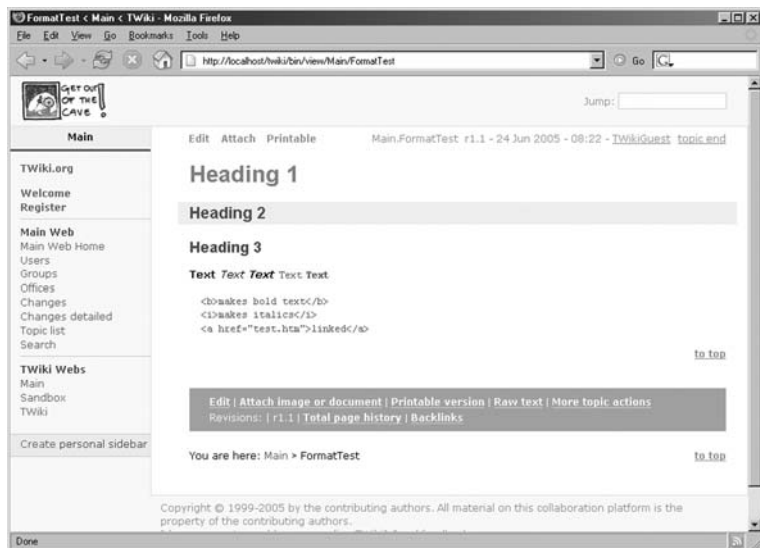 FormatTest < Main < TWiki - Mozilla Firefox
File Edit View Go Bookmarks Tools Help
http://localhost/twiki/bin/view/Main/FormatTest Go G
GET OUT
OF THE
CAVE !
Jump:
Main
Edit Attach Printable
Main.FormatTest r1.1 - 24 Jun 2005 - 08:22 - TWikiGuest topic end
TWiki.org
Welcome
Register
Main Web
Main Web Home
Users
Groups
Offices
Changes
Changes detailed
Topic list
Search
TWiki Webs
Main
Sandbox
TWiki
Create personal sidebar
Heading 1
Heading 2
Heading 3
Text Text Text Text Text
<b>makes bold text</b>
<i>makes italics</i>
<a href="test.htm">linked</a>
to top
Edit | Attach image or document | Printable version | Raw text | More topic actions
Revisions: | r1.1 | Total page history | Backlinks
You are here: Main > FormatTest
to top
Copyright © 1999-2005 by the contributing authors. All material on this collaboration platform is the
property of the contributing authors.
Done